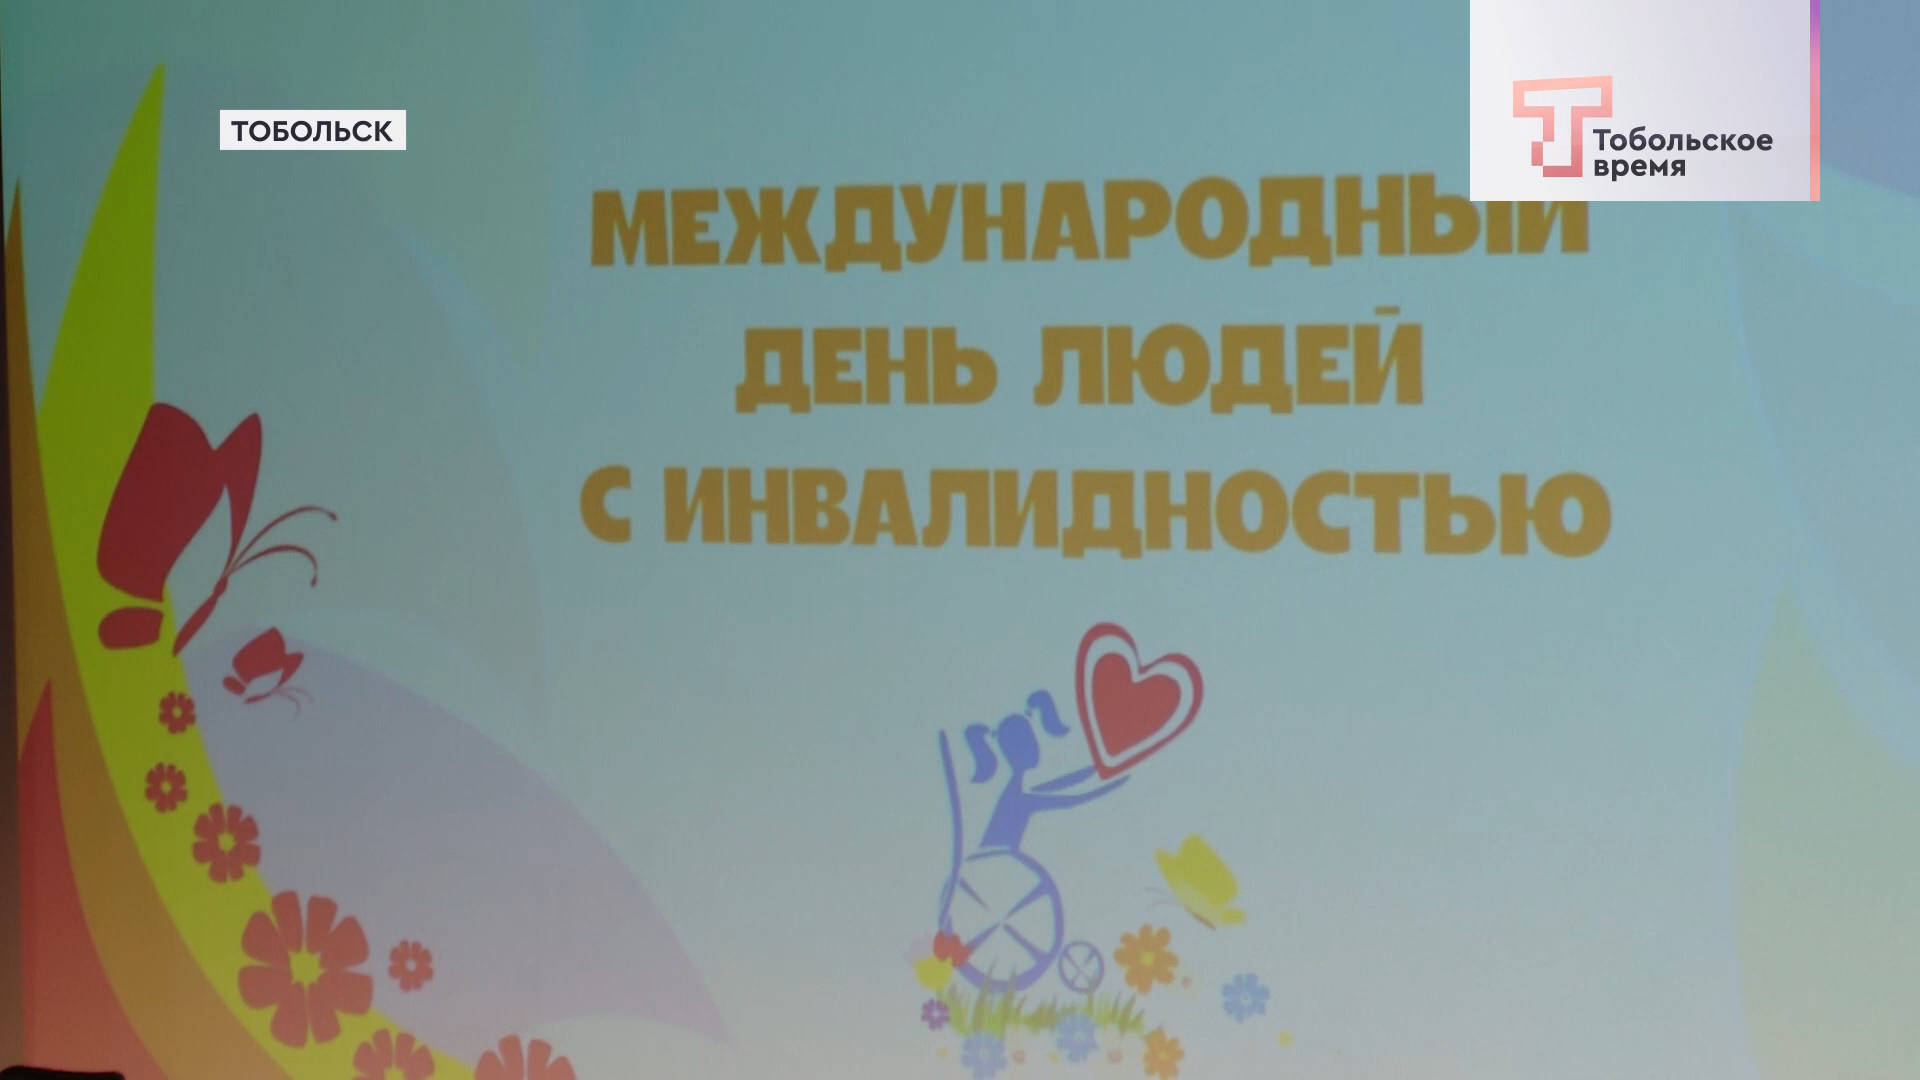 ТОБОЛЬСК
Тобольское
время
МЕЖДУНАРОДНЫЙ
ДЕНЬ ЛЮДЕЙ
С ИНВАЛИДНОСТЬЮ